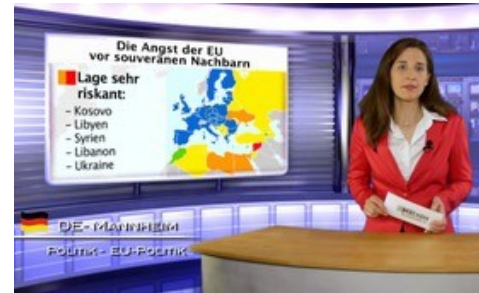 Die Angst der EU
vor souveränen Nachbarn
Lage sehr
riskant:
– Kosovo
– Libyen
– Syrien
– Libanon
– Ukraine
DE- MANNHEIM
POLITIK - EU-POLITIK